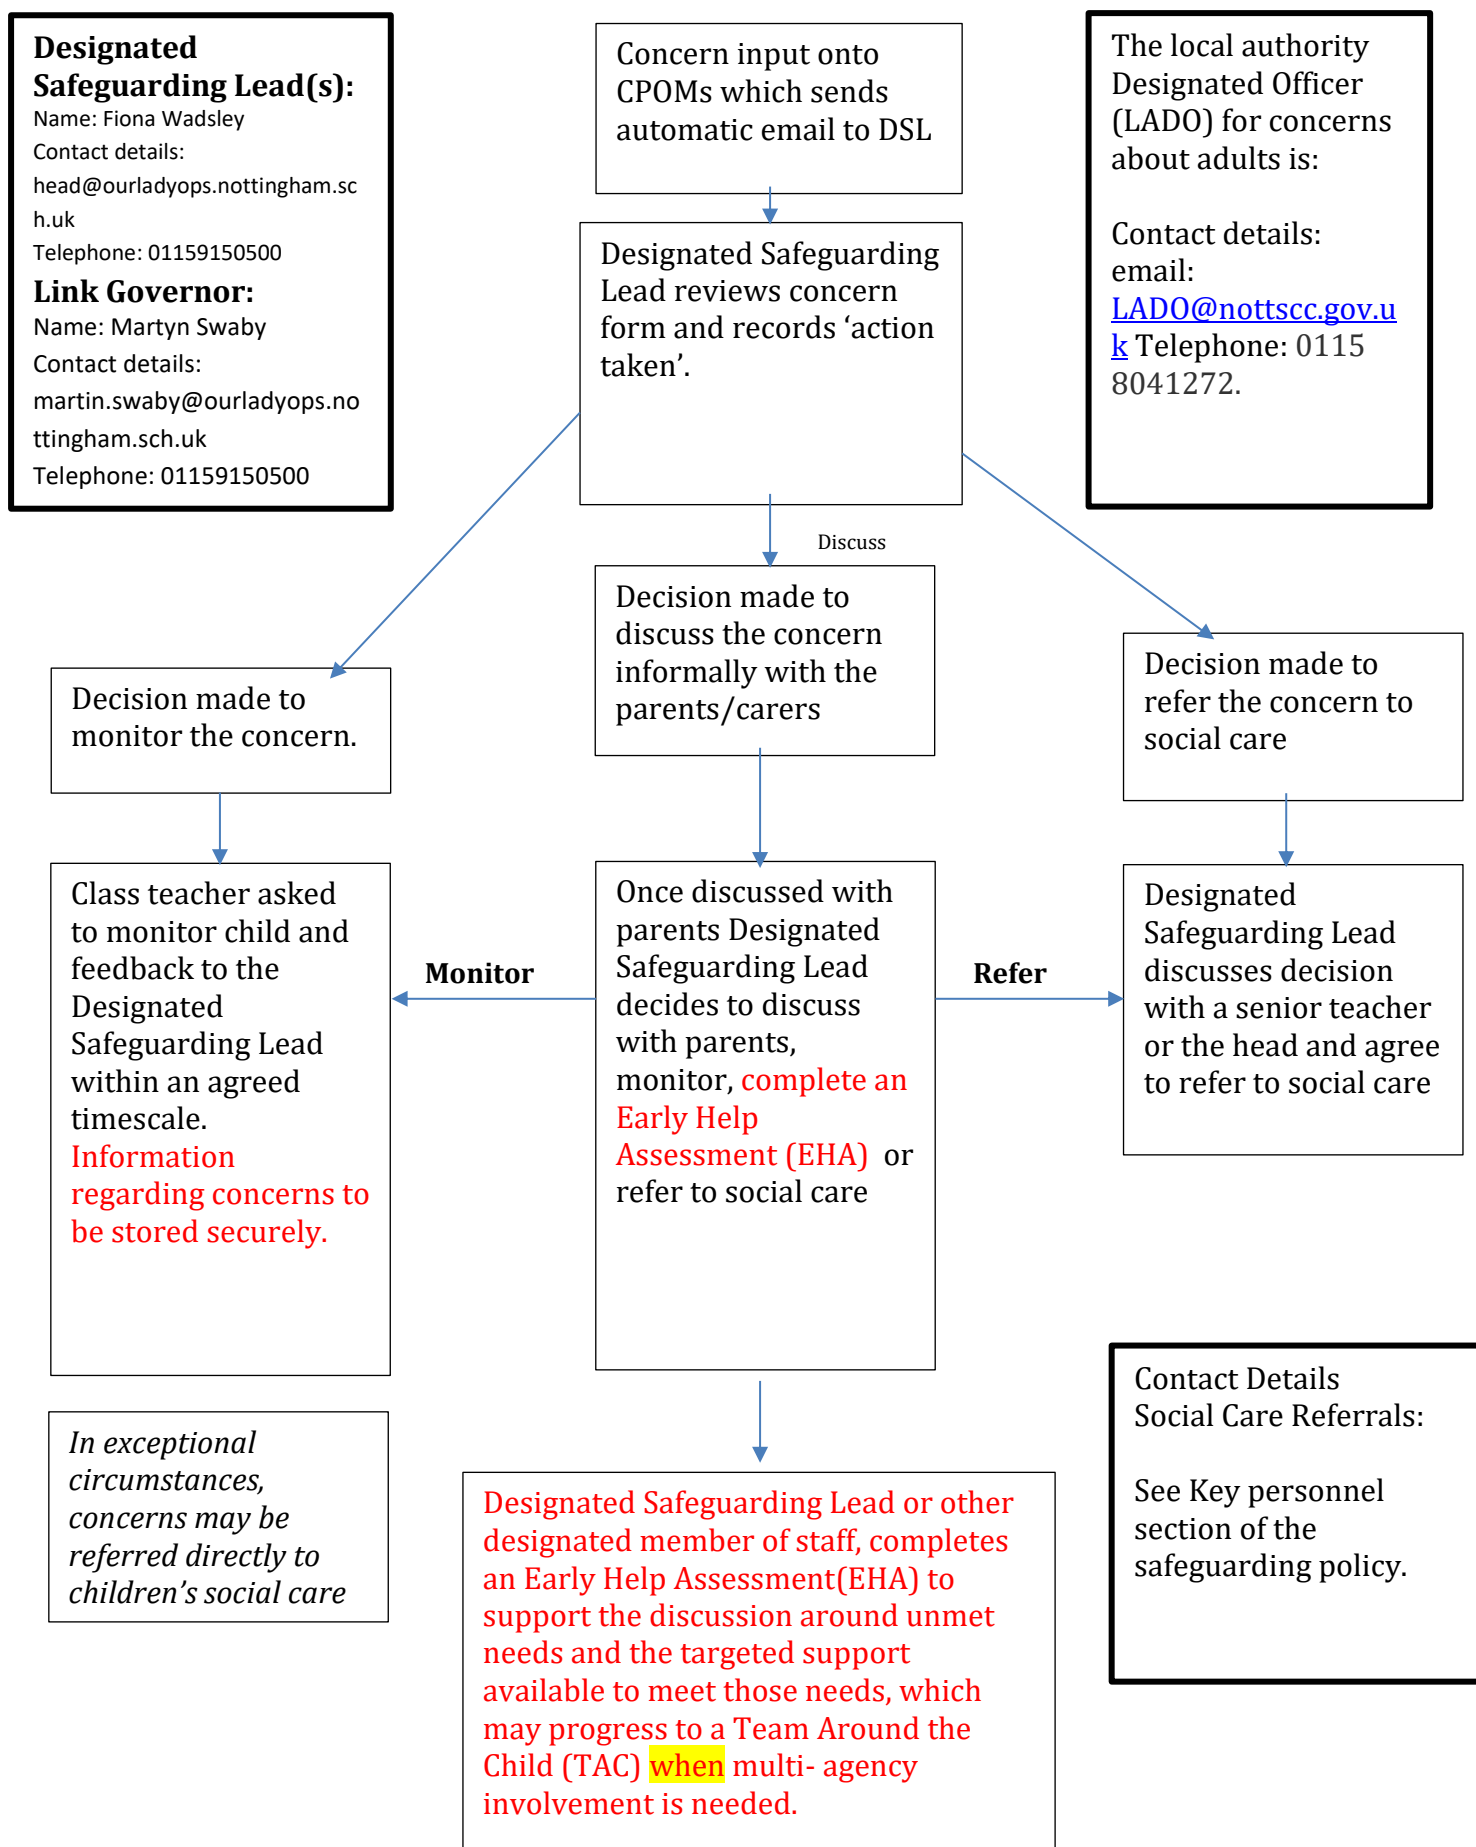 Designated
Safeguarding Lead(s):
Name: Fiona Wadsley
Contact details:
head@ourladyops.nottingham.sc
h.uk
Telephone: 01159150500
Link Governor:
Name: Martyn Swaby
Contact details:
martin.swaby@ourladyops.no
ttingham.sch.uk
Telephone: 01159150500
Concern input onto
CPOMs which sends
automatic email to DSL
The local authority
Designated Officer
(LADO) for concerns
about adults is:
Contact details:
email:
LADO@nottscc.gov.u
k Telephone: 0115
8041272.
Designated Safeguarding
Lead reviews concern
form and records ‘action
taken’.
Discuss
Decision made to
monitor the concern.
Decision made to
discuss the concern
informally with the
parents/carers
Decision made to
refer the concern to
social care
Class teacher asked
to monitor child and
feedback to the
Designated
Safeguarding Lead
within an agreed
timescale.
Information
regarding concerns to
be stored securely.
Monitor
Once discussed with
parents Designated
Safeguarding Lead
decides to discuss
with parents,
monitor, complete an
Early Help
Assessment (EHA)  or
refer to social care
Refer
Designated
Safeguarding Lead
discusses decision
with a senior teacher
or the head and agree
to refer to social care
In exceptional
circumstances,
concerns may be
referred directly to
children’s social care
Designated Safeguarding Lead or other
designated member of staff, completes
an Early Help Assessment(EHA) to
support the discussion around unmet
needs and the targeted support
available to meet those needs, which
may progress to a Team Around the
Child (TAC) when multi- agency
involvement is needed.
Contact Details
Social Care Referrals:
See Key personnel
section of the
safeguarding policy.